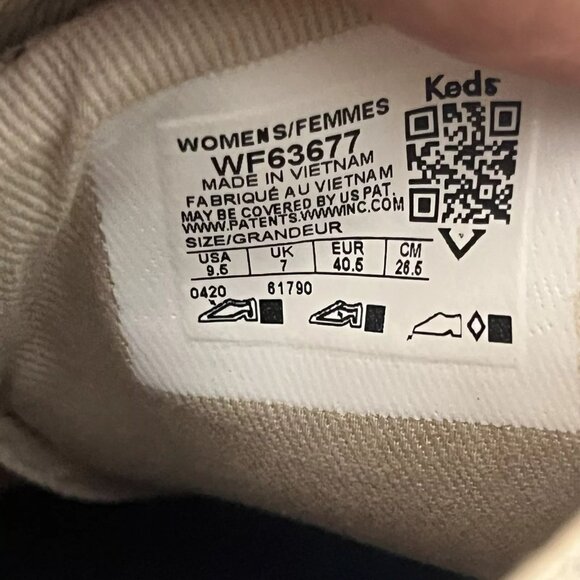 Keds
WOMENS/FEMMES
WF63677
MADE IN VIETNAM
FABRIQUÉ AU VIETNAM
MAY BE COVERED BY US PAT.
WWW.PATENTS.WWWINC.COM
SIZE/GRANDEUR
USA UK EUR CM
9.5 7 40.5 26.5
0420 61790